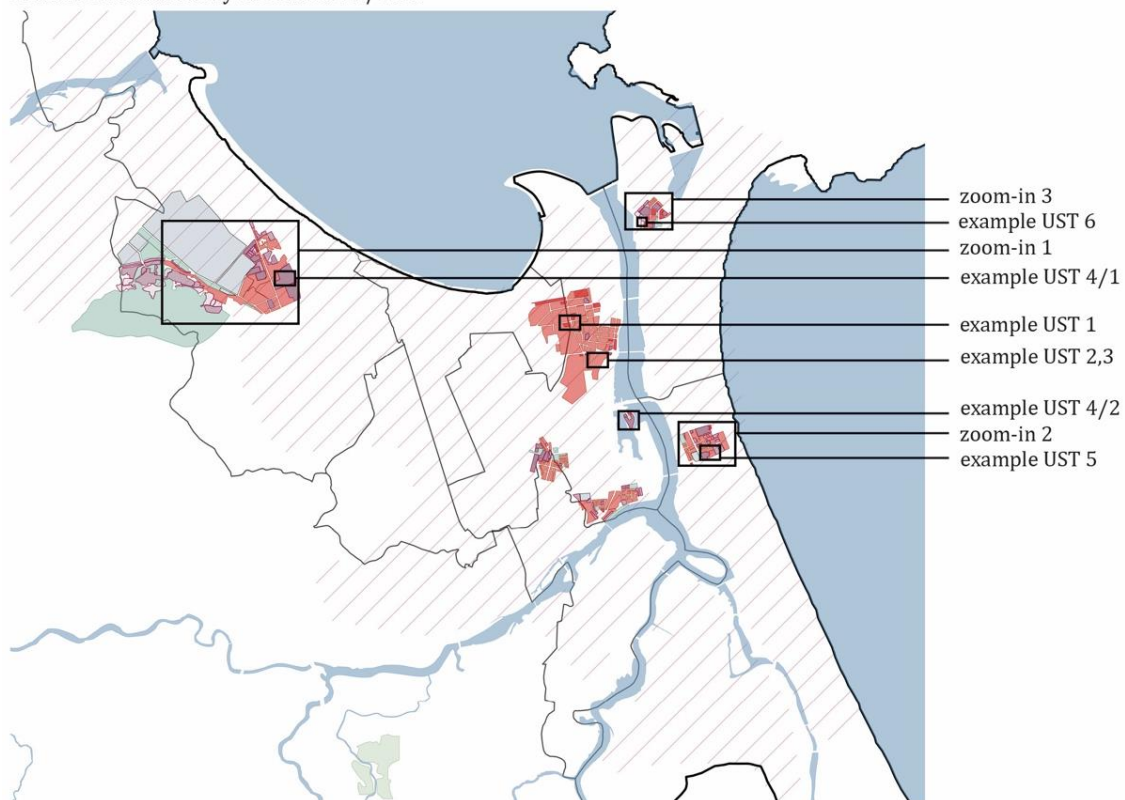 zoom-in 3
example UST 6
zoom-in 1
example UST 4/1
example UST 1
example UST 2,3
example UST 4/2
zoom-in 2
example UST 5